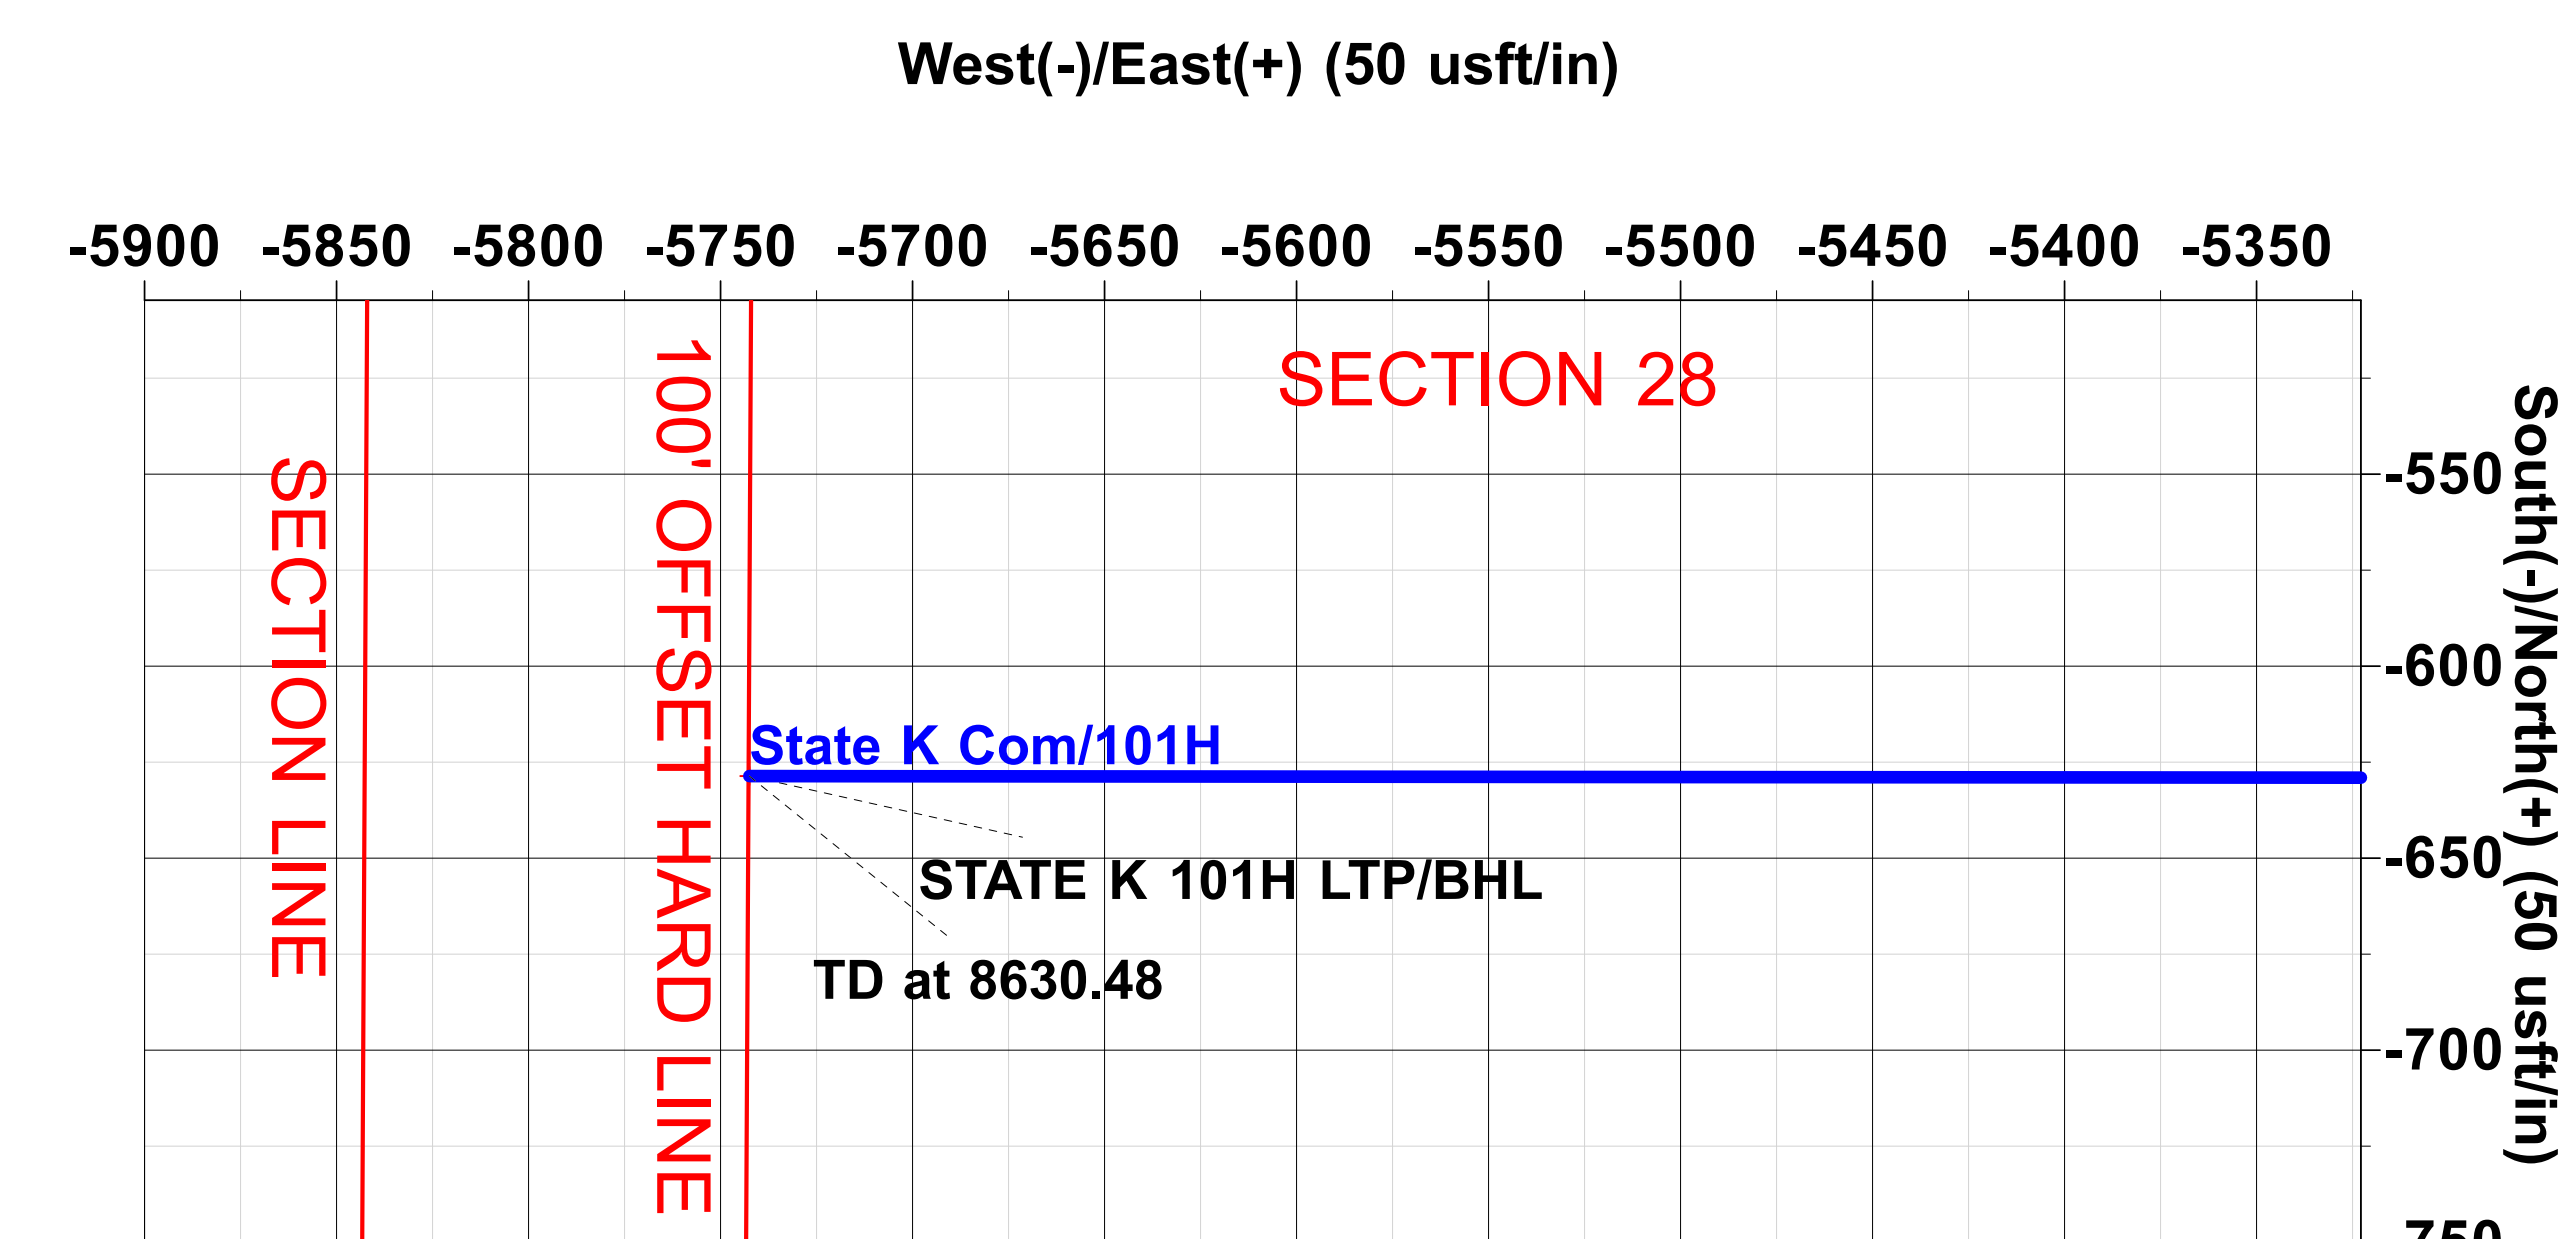 West(-)/East(+) (50 usft/in)
-5900 -5850 -5800 -5750 -5700 -5650 -5600 -5550 -5500 -5450 -5400 -5350
SECTION 28
100' OFFSET HARD LINE
SECTION LINE
South(-)/North(+) (50 usft/in)
-550
-600
State K Com/101H
-650
STATE K 101H LTP/BHL
TD at 8630.48
-700
750